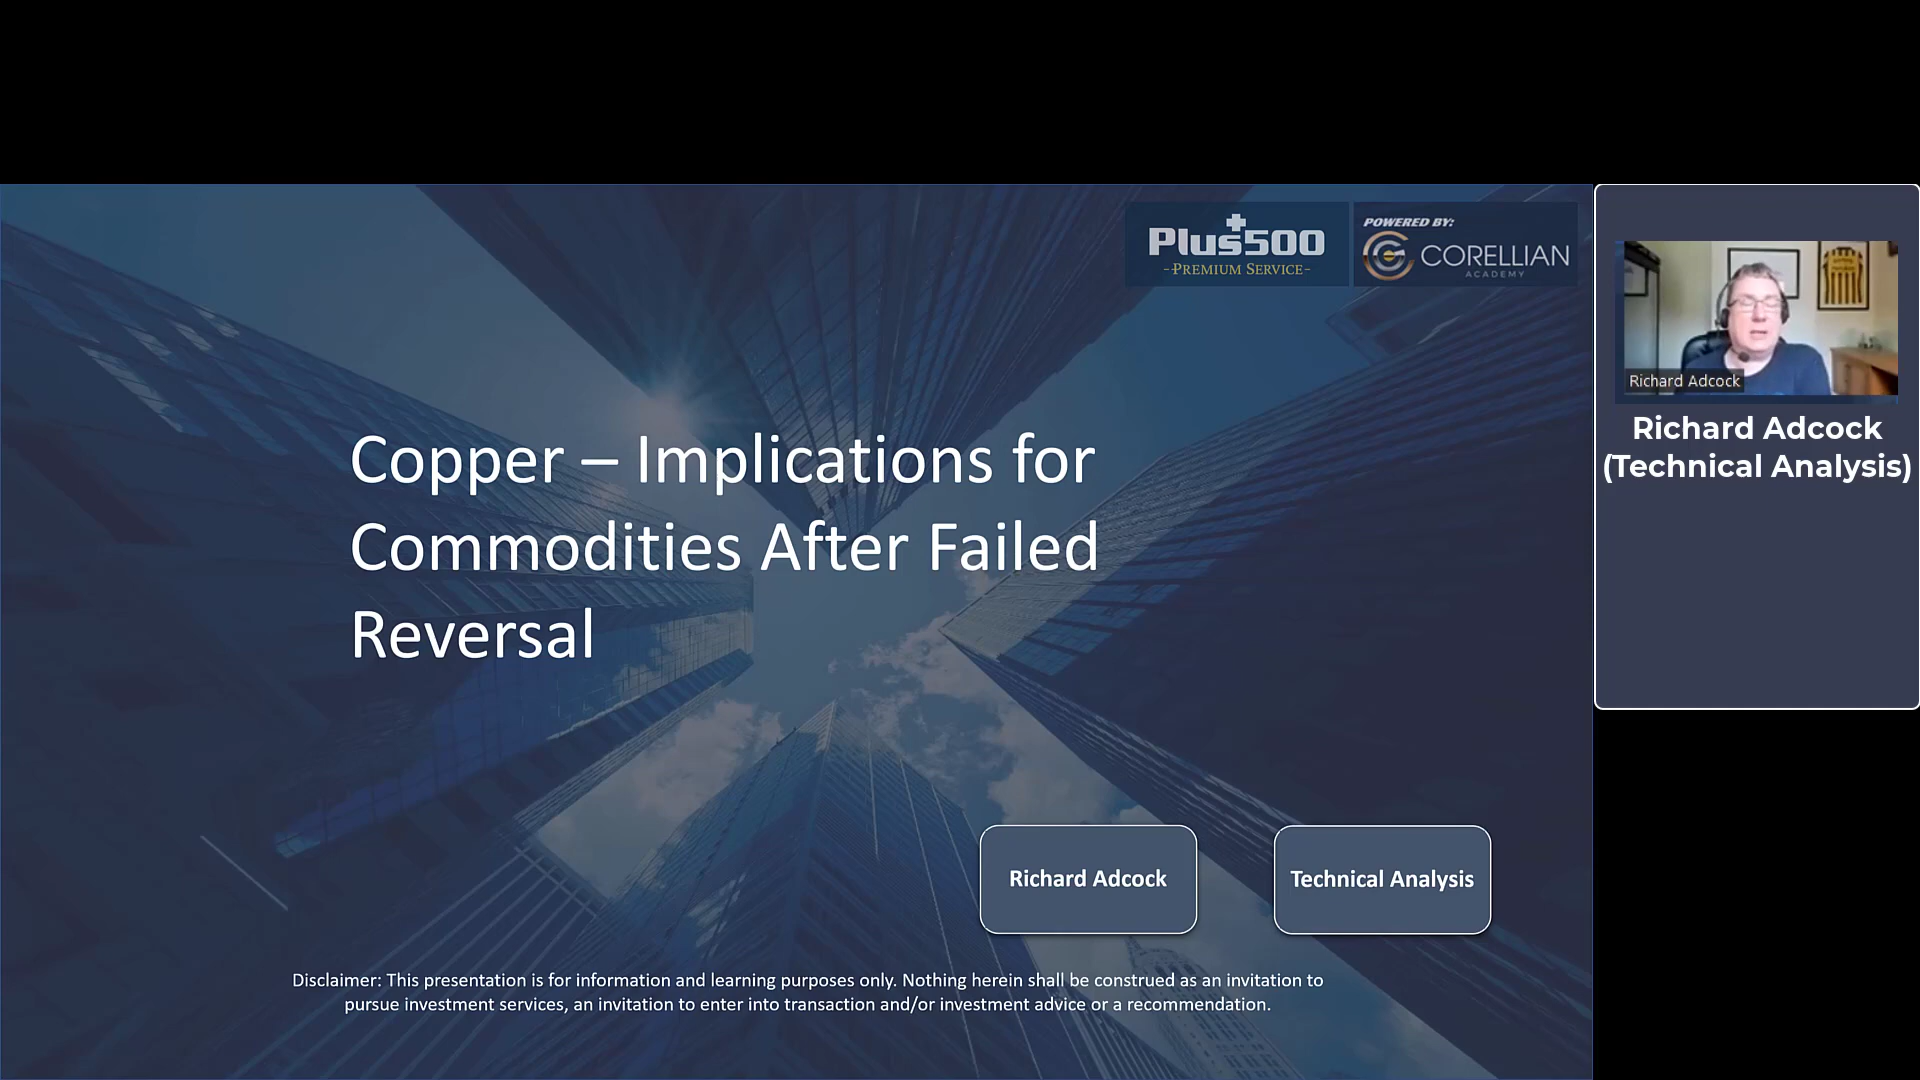 Plus500
-PREMIUM SERVICE-
POWERED BY:
CORELLIAN
ACADEMY
Copper – Implications for
Commodities After Failed
Reversal
Richard Adcock
Richard Adcock
(Technical Analysis)
Richard Adcock
Technical Analysis
Disclaimer: This presentation is for information and learning purposes only. Nothing herein shall be construed as an invitation to
pursue investment services, an invitation to enter into transaction and/or investment advice or a recommendation.